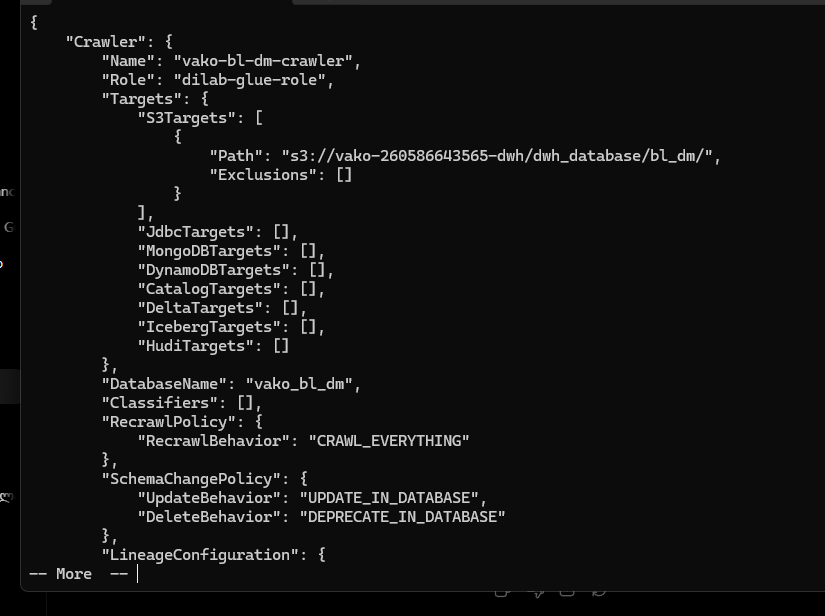 {
    "Crawler": {
        "Name": "vako-bl-dm-crawler",
        "Role": "dilab-glue-role",
        "Targets": {
            "S3Targets": [
                {
                    "Path": "s3://vako-260586643565-dwh/dwh_database/bl_dm/",
                    "Exclusions": []
                }
            ],
            "JdbcTargets": [],
            "MongoDBTargets": [],
            "DynamoDBTargets": [],
            "CatalogTargets": [],
            "DeltaTargets": [],
            "IcebergTargets": [],
            "HudiTargets": []
        },
        "DatabaseName": "vako_bl_dm",
        "Classifiers": [],
        "RecrawlPolicy": {
            "RecrawlBehavior": "CRAWL_EVERYTHING"
        },
        "SchemaChangePolicy": {
            "UpdateBehavior": "UPDATE_IN_DATABASE",
            "DeleteBehavior": "DEPRECATE_IN_DATABASE"
        },
        "LineageConfiguration": {
-- More  --